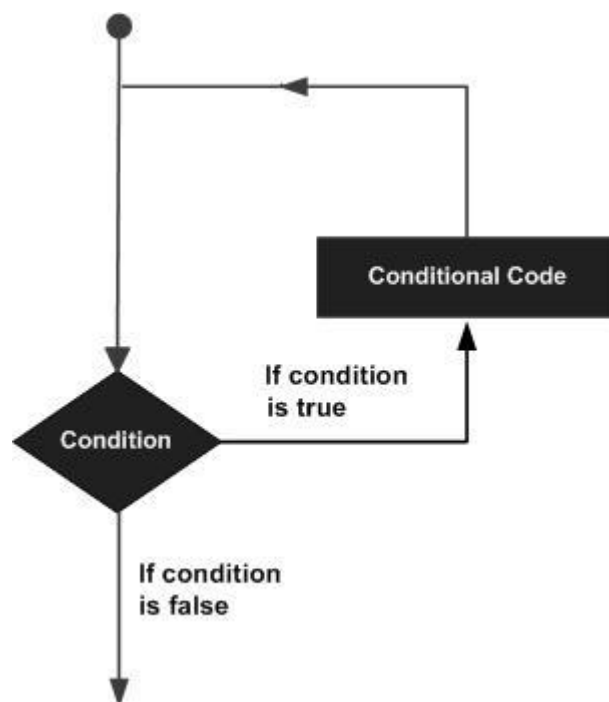 Conditional Code
If condition
is true
Condition
If condition
is false